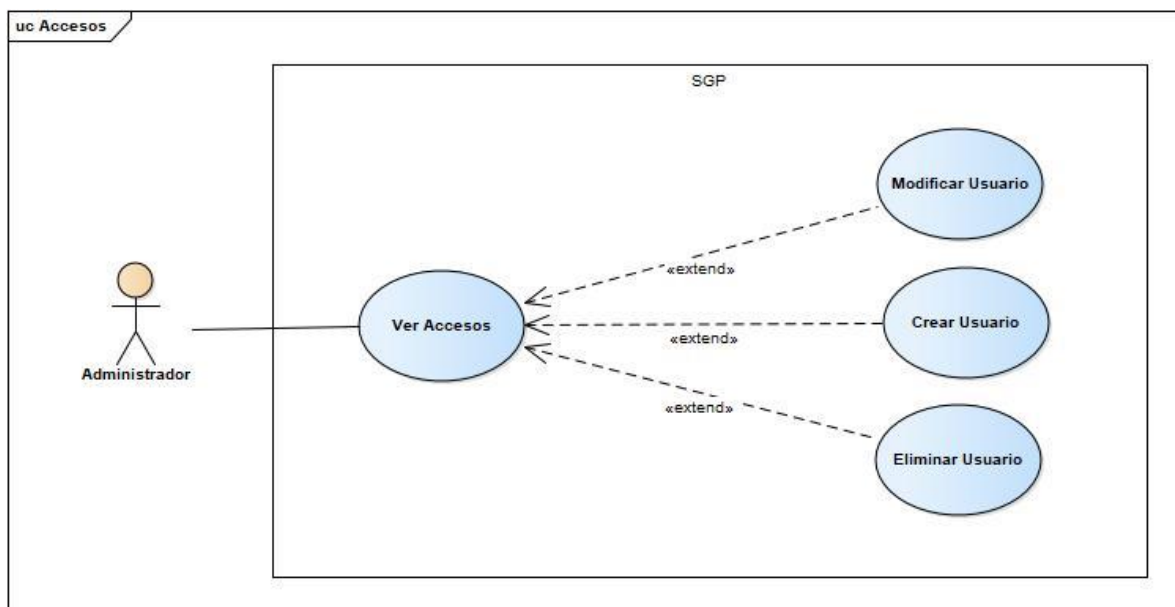 uc Accesos
SGP
Modificar Usuario
«extend»
Ver Accesos
Crear Usuario
«extend»
Administrador
«extend»
Eliminar Usuario